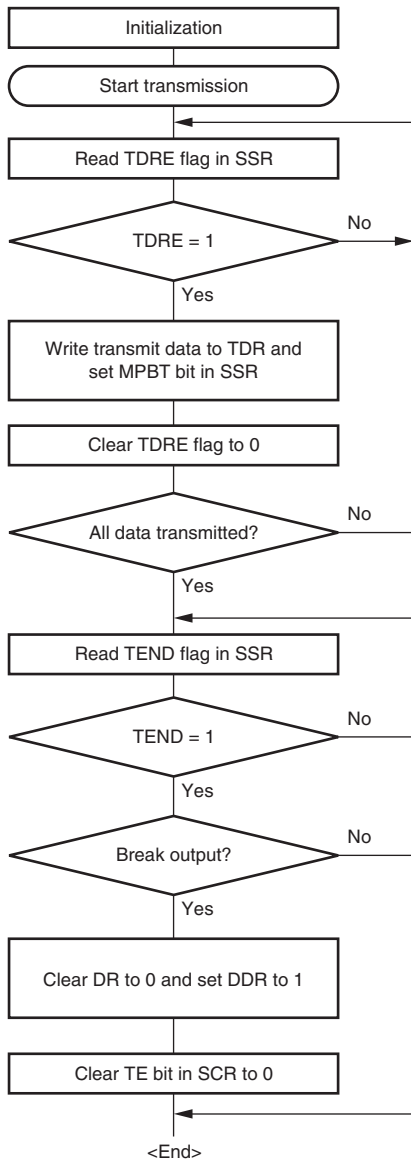 Initialization
Start transmission
Read TDRE flag in SSR
TDRE = 1
No
Yes
Write transmit data to TDR and
set MPBT bit in SSR
Clear TDRE flag to 0
All data transmitted?
No
Yes
Read TEND flag in SSR
TEND = 1
No
Yes
Break output?
No
Yes
Clear DR to 0 and set DDR to 1
Clear TE bit in SCR to 0
<End>